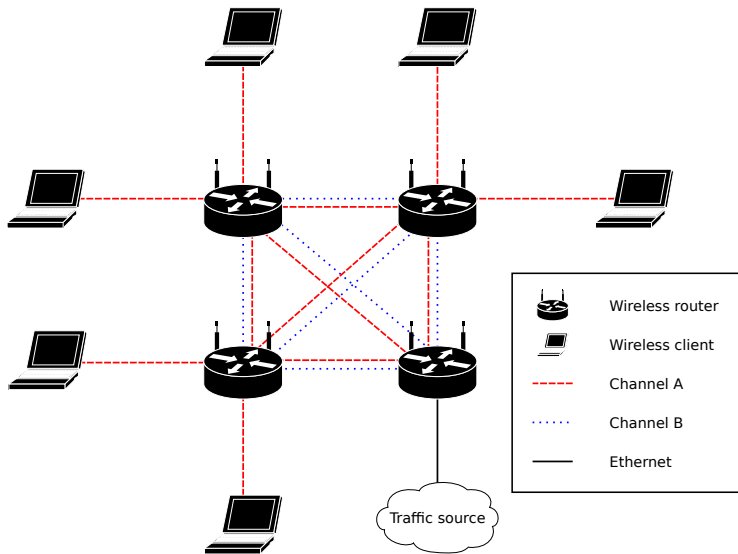 Wireless router
Wireless client
Channel A
Channel B
Ethernet
Traffic source